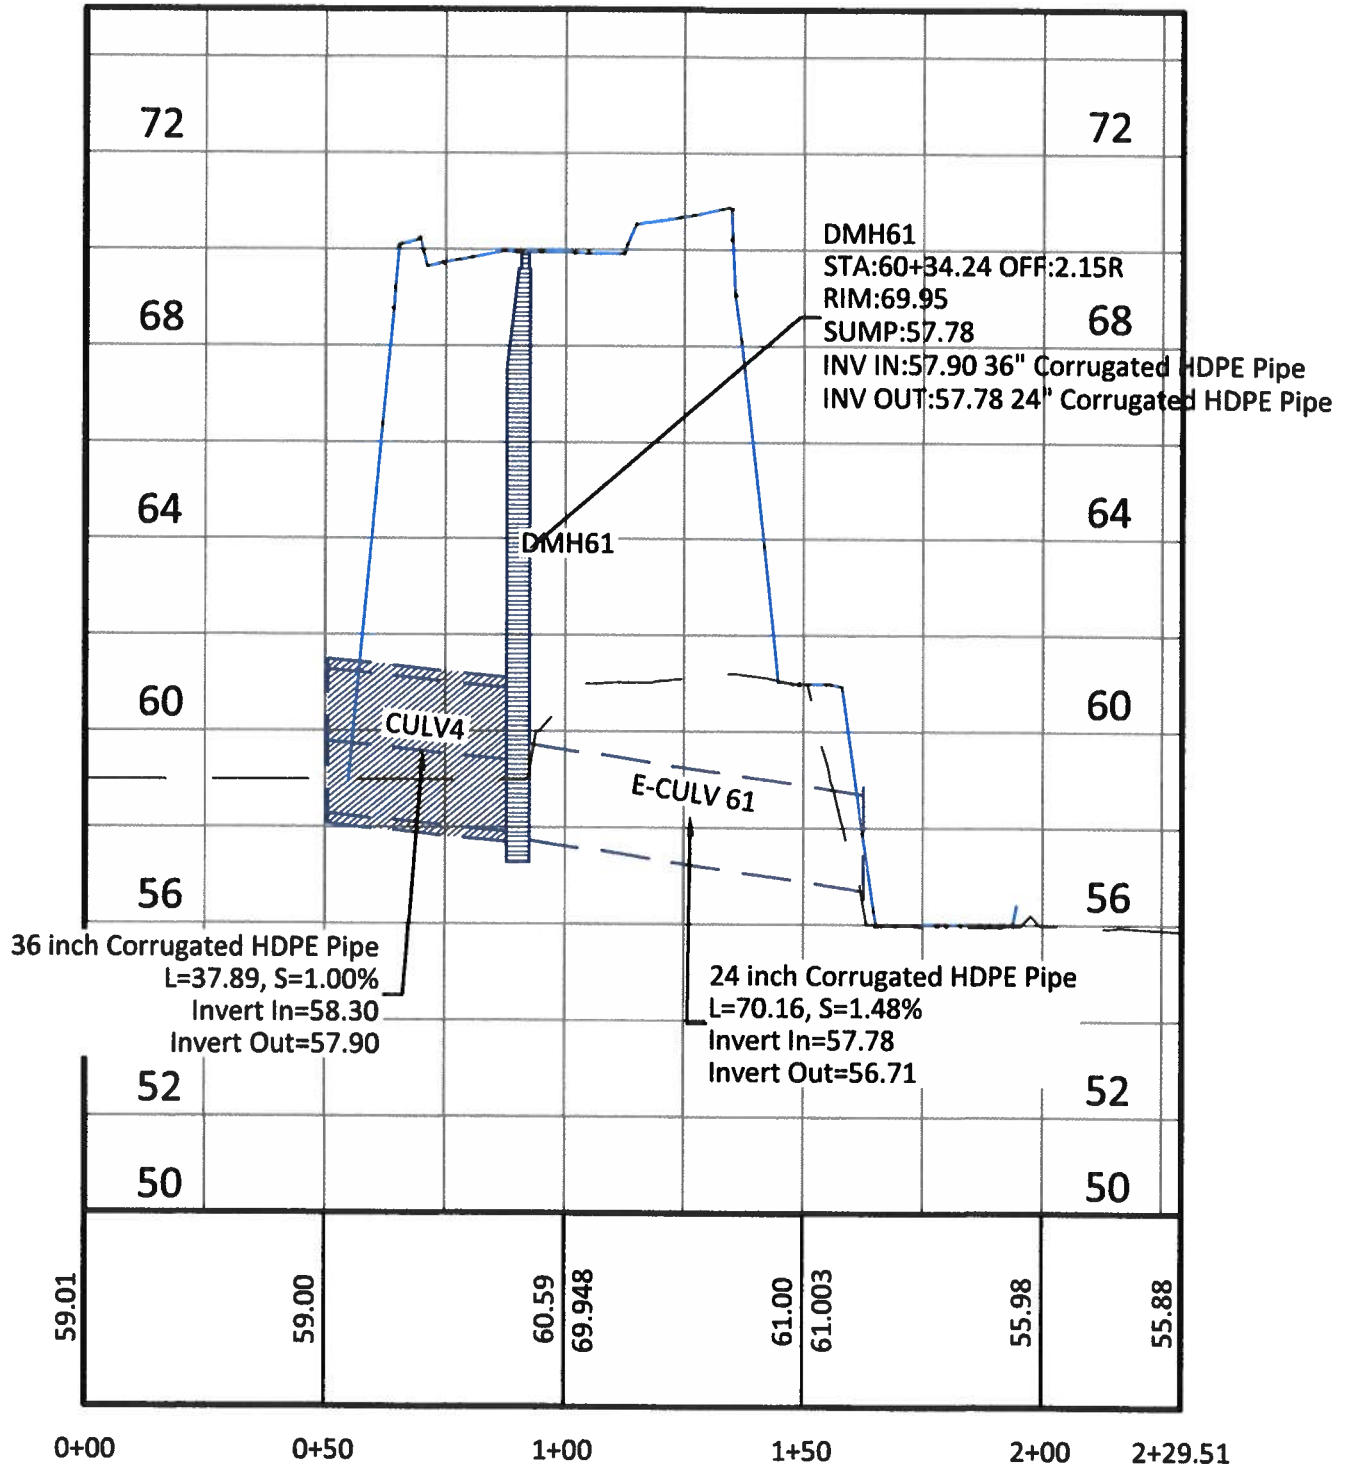 72
72
DMH61
STA:60+34.24 OFF:2.15R
RIM:69.95
SUMP:57.78
INV IN:57.90 36" Corrugated HDPE Pipe
INV OUT:57.78 24" Corrugated HDPE Pipe
68
68
64
64
DMH61
60
60
CULV4
E-CULV 61
56
56
36 inch Corrugated HDPE Pipe
L=37.89, S=1.00%
Invert In=58.30
Invert Out=57.90
24 inch Corrugated HDPE Pipe
L=70.16, S=1.48%
Invert In=57.78
Invert Out=56.71
52
52
50
50
59.01
59.00
60.59
69.948
61.00
61.003
55.98
55.88
0+00
0+50
1+00
1+50
2+00
2+29.51